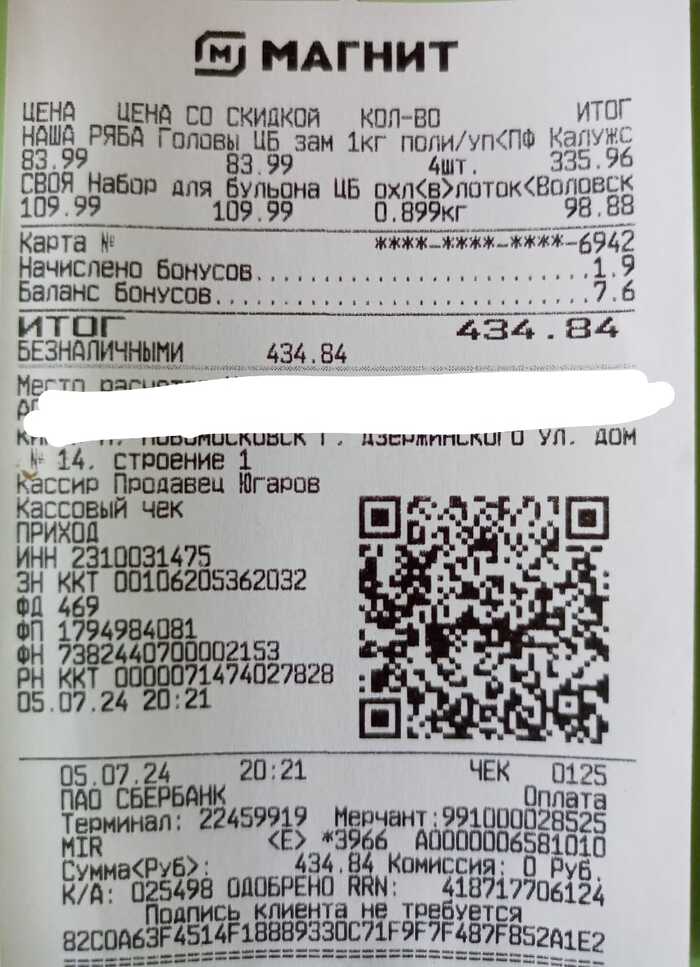 МАГНИТ
ЦЕНА ЦЕНА СО СКИДКОЙ КОЛ-ВО ИТОГ
НАША РЯБА Головы ЦБ зам 1кг поли/уп<ПФ Калужс
83.99 83.99 4шт. 335.96
СВОЯ Набор для бульона ЦБ охл<в>лоток<Воловск
109.99 109.99 0.899кг 98.88
Карта № ****-****-****-6942
Начислено бонусов.............................1.9
Баланс бонусов................................7.6
ИТОГ 434.84
БЕЗНАЛИЧНЫМИ 434.84
Место
НОВОМОСКОВСК Г, ДЗЕРЖИНСКОГО УЛ. ДОМ
№ 14. строение 1
Кассир Продавец Югаров
Кассовый чек
ПРИХОД
ИНН 2310031475
ЗН ККТ 00106205362032
ФД 469
ФП 1794984081
ФН 7382440700002153
РН ККТ 0000071474027828
05.07.24 20:21
05.07.24 20:21 ЧЕК 0125
ПАО СБЕРБАНК Оплата
Терминал: 22459919 Мерчант:991000028525
MIR <E> *3966 A0000006581010
Сумма<Руб>: 434.84 Комиссия: 0 Руб.
К/А: 025498 ОДОБРЕНО RRN: 418717706124
Подпись клиента не требуется
82C0A63F4514F18889330C71F9F7F487F852A1E2